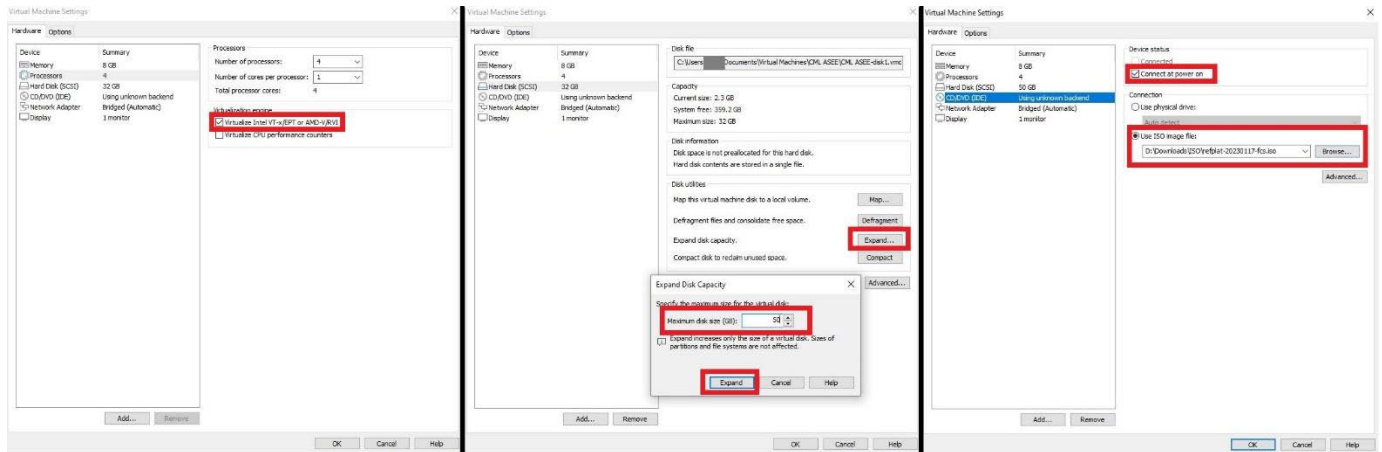 Virtual Machine Settings
Hardware Options
Device Summary
Memory 8 GB
Processors 4
Hard Disk (SCSI) 32 GB
CD/DVD (IDE) Using unknown backend
Network Adapter Bridged (Automatic)
Display 1 monitor
Add... Remove
Processors
Number of processors: 4
Number of cores per processor: 1
Total processor cores: 4
Virtualization engine
Virtualize Intel VT-x/EPT or AMD-V/RVI
Virtualize CPU performance counters
OK Cancel Help
Virtual Machine Settings
Hardware Options
Device Summary
Memory 8 GB
Processors 4
Hard Disk (SCSI) 32 GB
CD/DVD (IDE) Using unknown backend
Network Adapter Bridged (Automatic)
Display 1 monitor
Add... Remove
Disk file
C:\Users Documents\Virtual Machines\CML ASEE\CML ASEE-disk1.vmc
Capacity
Current size: 2.3 GB
System free: 359.2 GB
Maximum size: 32 GB
Disk information
Disk space is not preallocated for this hard disk.
Hard disk contents are stored in a single file.
Disk utilities
Map this virtual machine disk to a local volume. Map...
Defragment files and consolidate free space. Defragment
Expand disk capacity. Expand...
Compact disk to reclaim unused space. Compact
Advanced...
Expand Disk Capacity
Specify the maximum size for the virtual disk:
Maximum disk size (GB): 50
Expand increases only the size of a virtual disk. Sizes of
partitions and file systems are not affected.
Expand Cancel Help
OK Cancel Help
Virtual Machine Settings
Hardware Options
Device Summary
Memory 8 GB
Processors 4
Hard Disk (SCSI) 50 GB
CD/DVD (IDE) Using unknown backend
Network Adapter Bridged (Automatic)
Display 1 monitor
Add... Remove
Device status
Connected
Connect at power on
Connection
Use physical drive:
Auto detect
Use ISO image file:
D:\Downloads\ISO\refplat-20230117-fcs.iso Browse...
Advanced...
OK Cancel Help